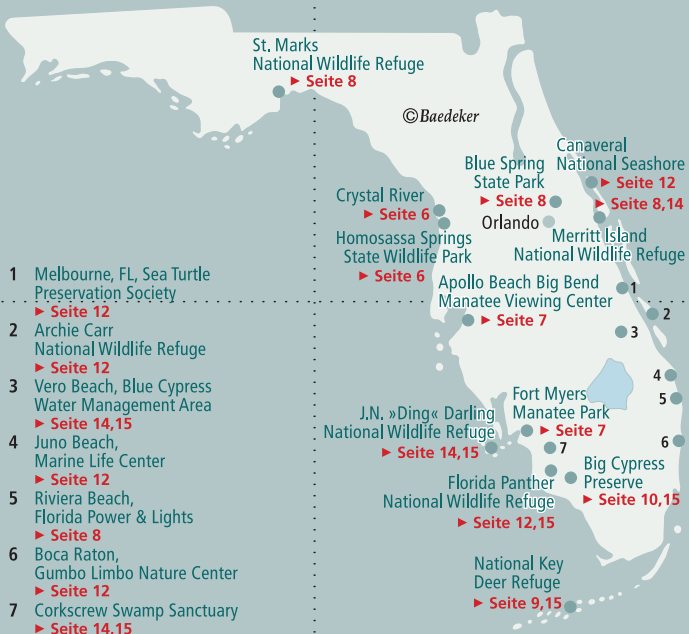 St. Marks
National Wildlife Refuge
► Seite 8
©Baedeker
Canaveral
National Seashore
► Seite 12
Blue Spring
State Park
► Seite 8
► Seite 8,14
Merritt Island
National Wildlife Refuge
Orlando
Crystal River
► Seite 6
Homosassa Springs
State Wildlife Park
► Seite 6
Apollo Beach Big Bend
Manatee Viewing Center
► Seite 7
1
2
3
4
5
6
Fort Myers
Manatee Park
► Seite 7
7
J.N. »Ding« Darling
National Wildlife Refuge
► Seite 14,15
Big Cypress
Preserve
► Seite 10,15
Florida Panther
National Wildlife Refuge
► Seite 12,15
National Key
Deer Refuge
► Seite 9,15
1 Melbourne, FL, Sea Turtle
Preservation Society
► Seite 12
2 Archie Carr
National Wildlife Refuge
► Seite 12
3 Vero Beach, Blue Cypress
Water Management Area
► Seite 14,15
4 Juno Beach,
Marine Life Center
► Seite 12
5 Riviera Beach,
Florida Power & Lights
► Seite 8
6 Boca Raton,
Gumbo Limbo Nature Center
► Seite 12
7 Corkscrew Swamp Sanctuary
► Seite 14,15